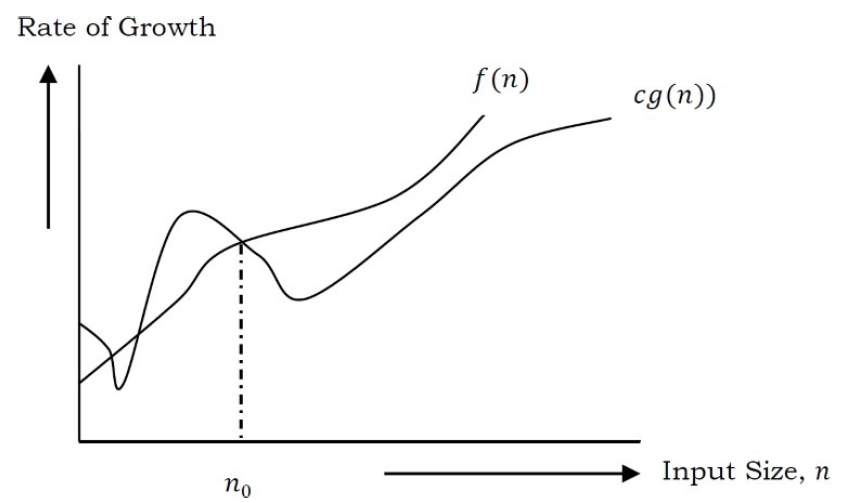 Rate of Growth
f(n)
cg(n))
n₀
Input Size, n